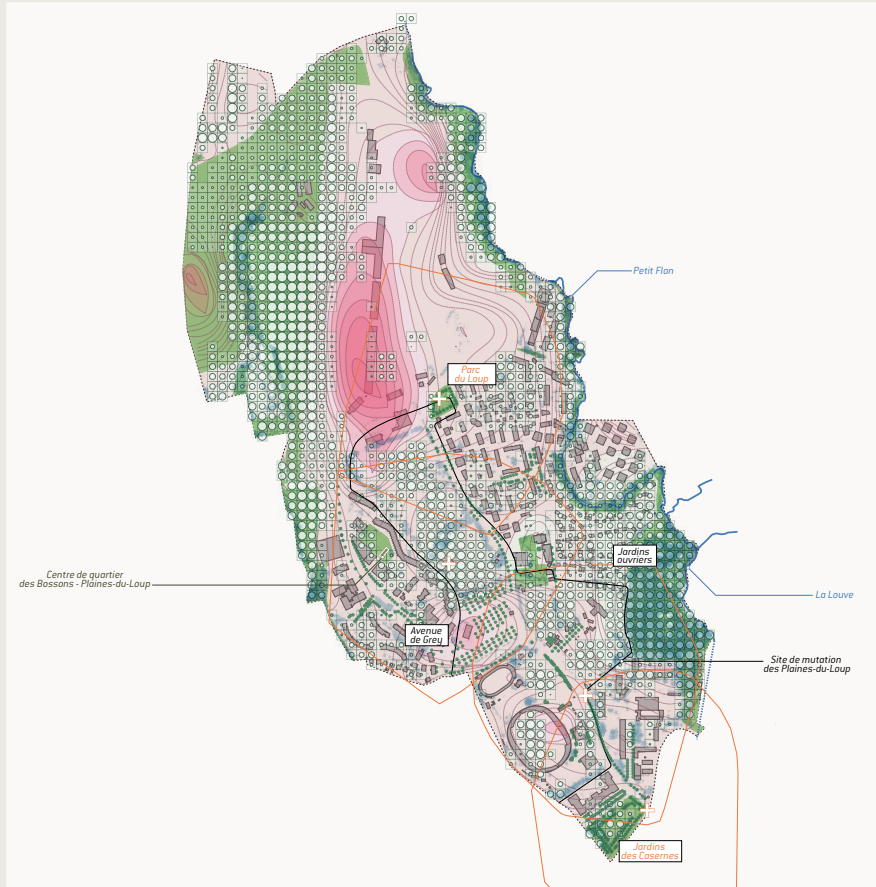 Petit Flon
Parc
du Loup
Jardins
ouvriers
Centre de quartier
des Bossons - Plaines-du-Loup
La Louve
Avenue
de Grey
Site de mutation
des Plaines-du-Loup
Jardins
des Casernes